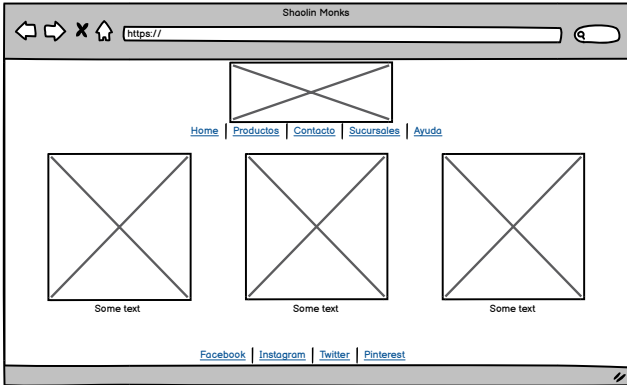 Shaolin Monks
https://
Home Productos Contacto Sucursales Ayuda
Some text Some text Some text
Facebook Instagram Twitter Pinterest